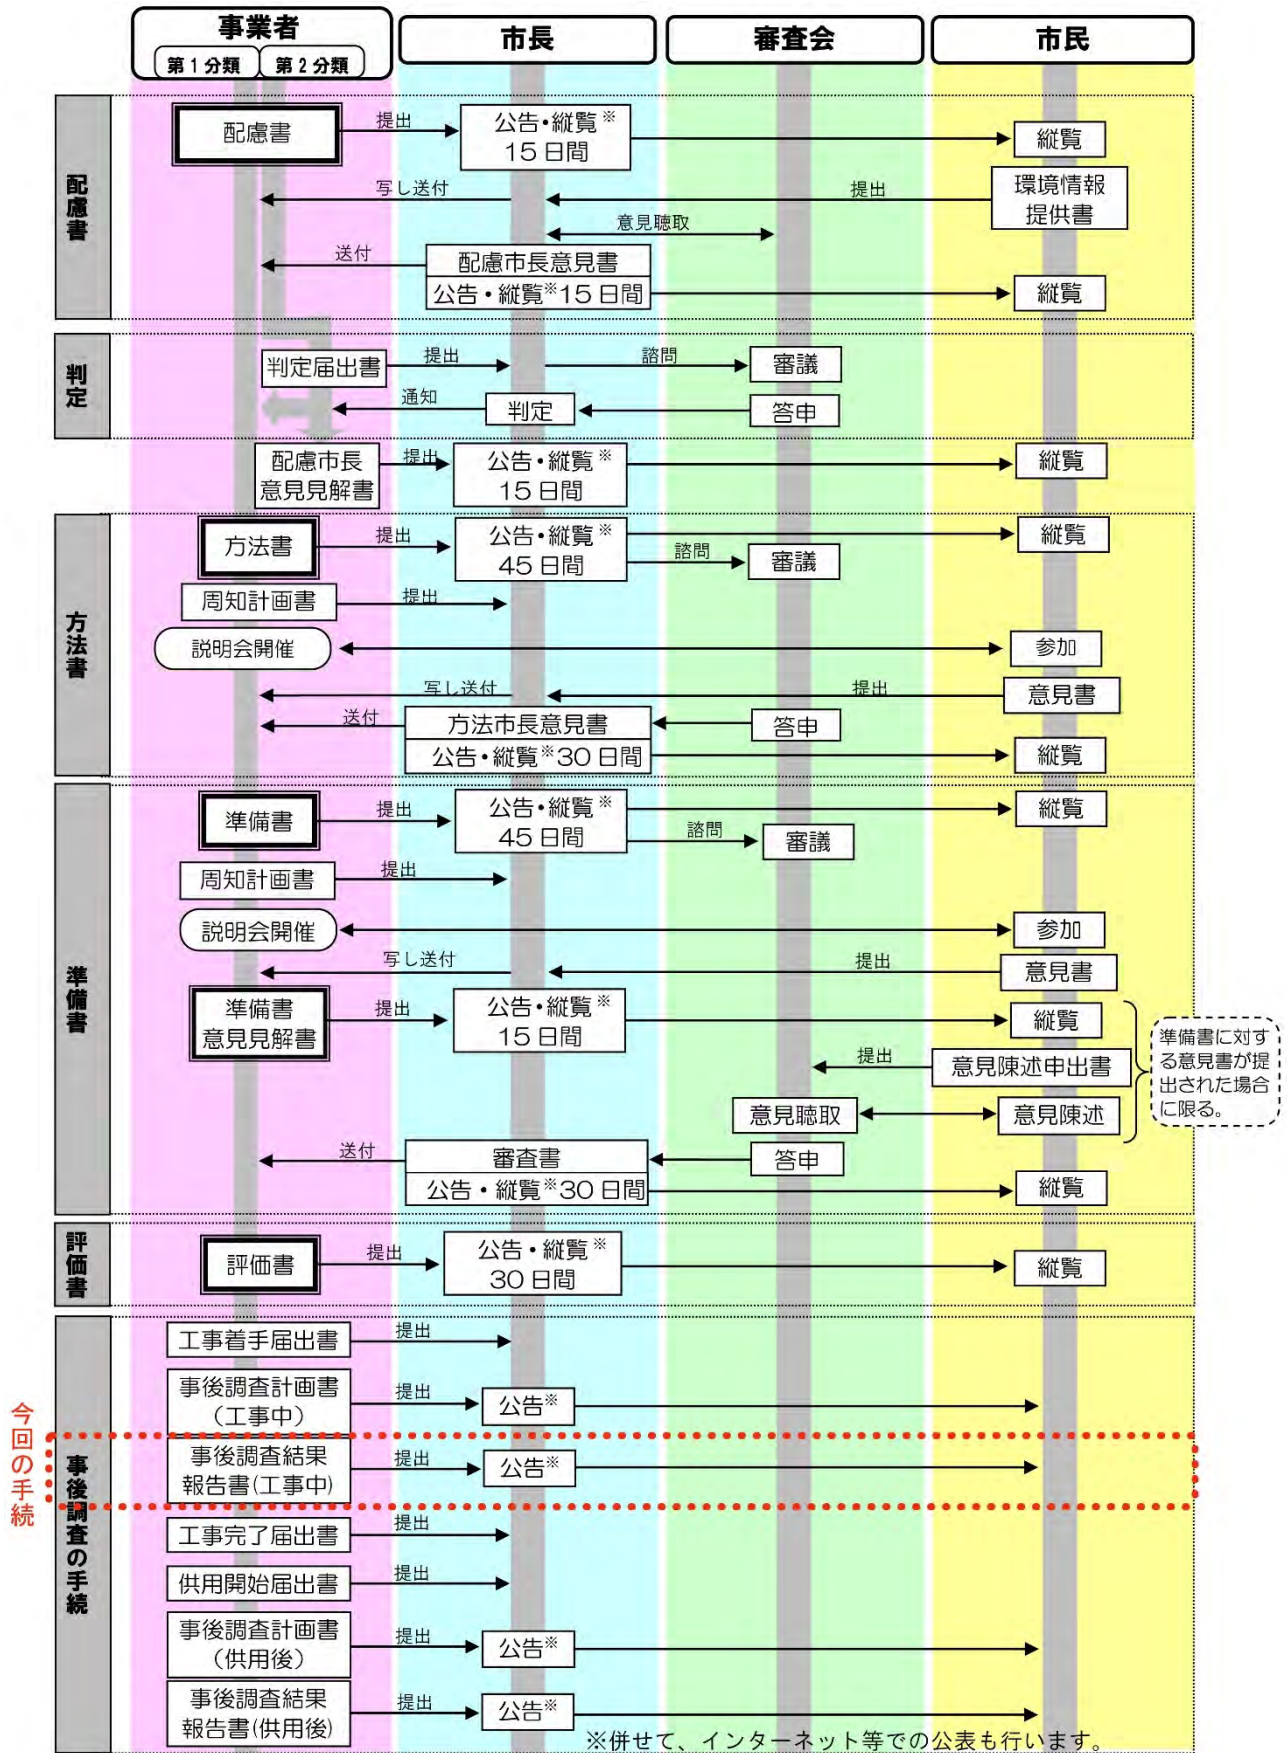 事業者
第1分類
第2分類
市長
審査会
市民
配慮書
配慮書
提出
公告・縦覧※
15日間
縦覧
環境情報
提供書
提出
写し送付
意見聴取
送付
配慮市長意見書
公告・縦覧※15日間
縦覧
判定
判定届出書
提出
諮問
審議
通知
判定
答申
配慮市長
意見見解書
提出
公告・縦覧※
15日間
縦覧
方法書
方法書
提出
公告・縦覧※
45日間
縦覧
諮問
審議
周知計画書
提出
説明会開催
参加
写し送付
提出
意見書
送付
方法市長意見書
答申
公告・縦覧※30日間
縦覧
準備書
準備書
提出
公告・縦覧※
45日間
縦覧
諮問
審議
周知計画書
提出
説明会開催
参加
写し送付
提出
意見書
準備書
意見見解書
提出
公告・縦覧※
15日間
縦覧
提出
意見陳述申出書
意見聴取
意見陳述
準備書に対す
る意見書が提
出された場合
に限る。
送付
審査書
答申
公告・縦覧※30日間
縦覧
評価書
評価書
提出
公告・縦覧※
30日間
縦覧
事後調査の手続
工事着手届出書
提出
事後調査計画書
(工事中)
提出
公告※
今回の手続
事後調査結果
報告書(工事中)
提出
公告※
工事完了届出書
提出
供用開始届出書
提出
事後調査計画書
(供用後)
提出
公告※
事後調査結果
報告書(供用後)
提出
公告※
※併せて、インターネット等での公表も行います。